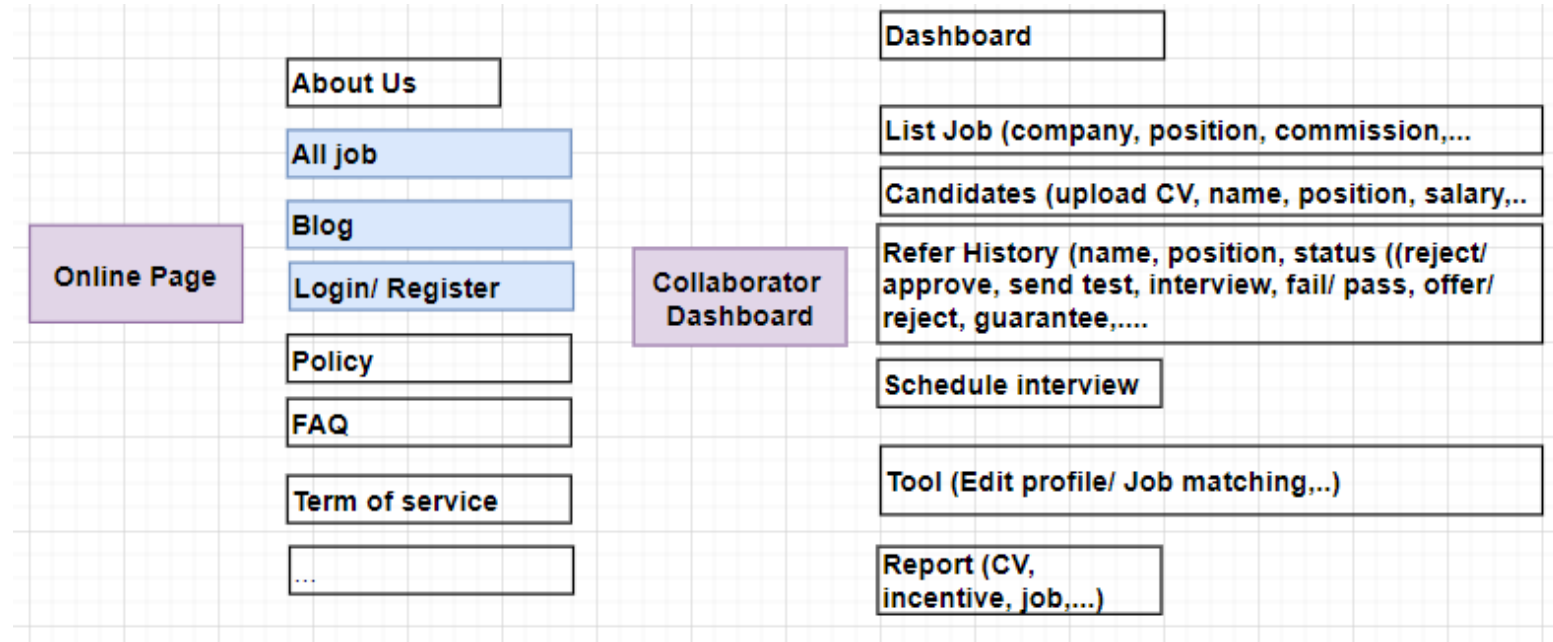 Online Page
About Us
All job
Blog
Login/ Register
Policy
FAQ
Term of service
...
Collaborator
Dashboard
Dashboard
List Job (company, position, commission,...
Candidates (upload CV, name, position, salary,..
Refer History (name, position, status ((reject/
approve, send test, interview, fail/ pass, offer/
reject, guarantee,....
Schedule interview
Tool (Edit profile/ Job matching,..)
Report (CV,
incentive, job,...)